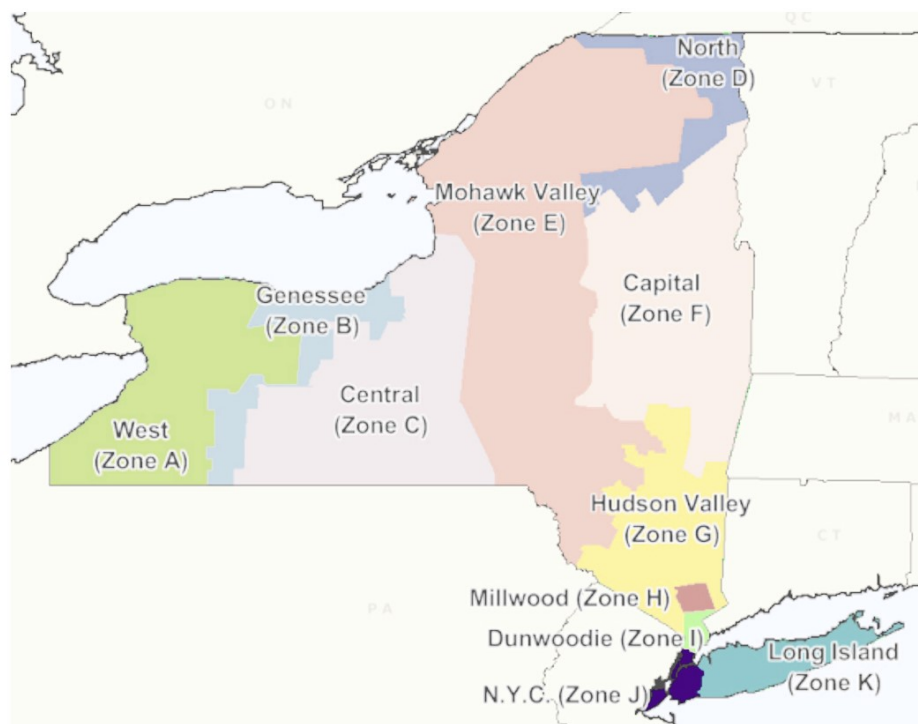 QC
North
(Zone D)
VT
ON
Mohawk Valley
(Zone E)
Genessee
(Zone B)
Capital
(Zone F)
Central
(Zone C)
West
(Zone A)
MA
Hudson Valley
(Zone G)
CT
PA
Millwood (Zone H)
Dunwoodie (Zone I)
Long Island
(Zone K)
N.Y.C. (Zone J)